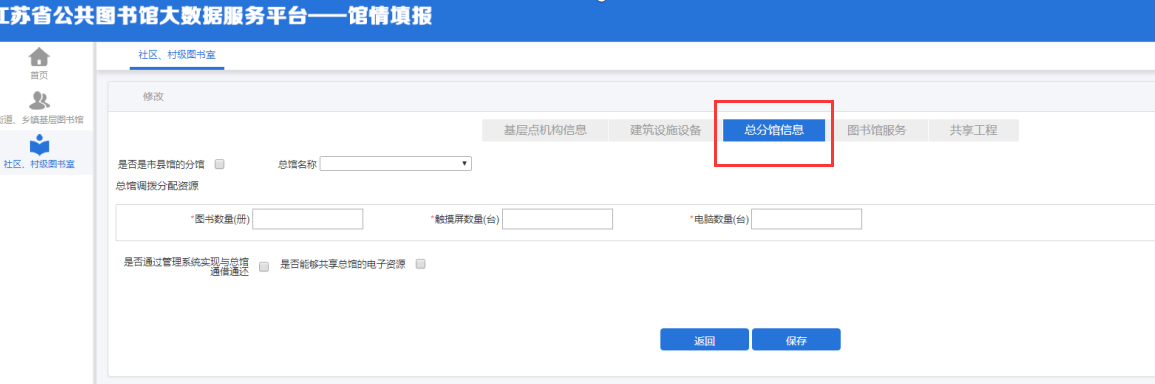 江苏省公共图书馆大数据服务平台——馆情填报
首页
街道、乡镇基层图书馆
社区、村级图书室
社区、村级图书室
修改
基层点机构信息 建筑设施设备 总分馆信息 图书馆服务 共享工程
是否是市县馆的分馆 总馆名称
总馆调拨分配资源
*图书数量(册) *触摸屏数量(台) *电脑数量(台)
是否通过管理系统实现与总馆
通借通还
是否能够共享总馆的电子资源
返回 保存